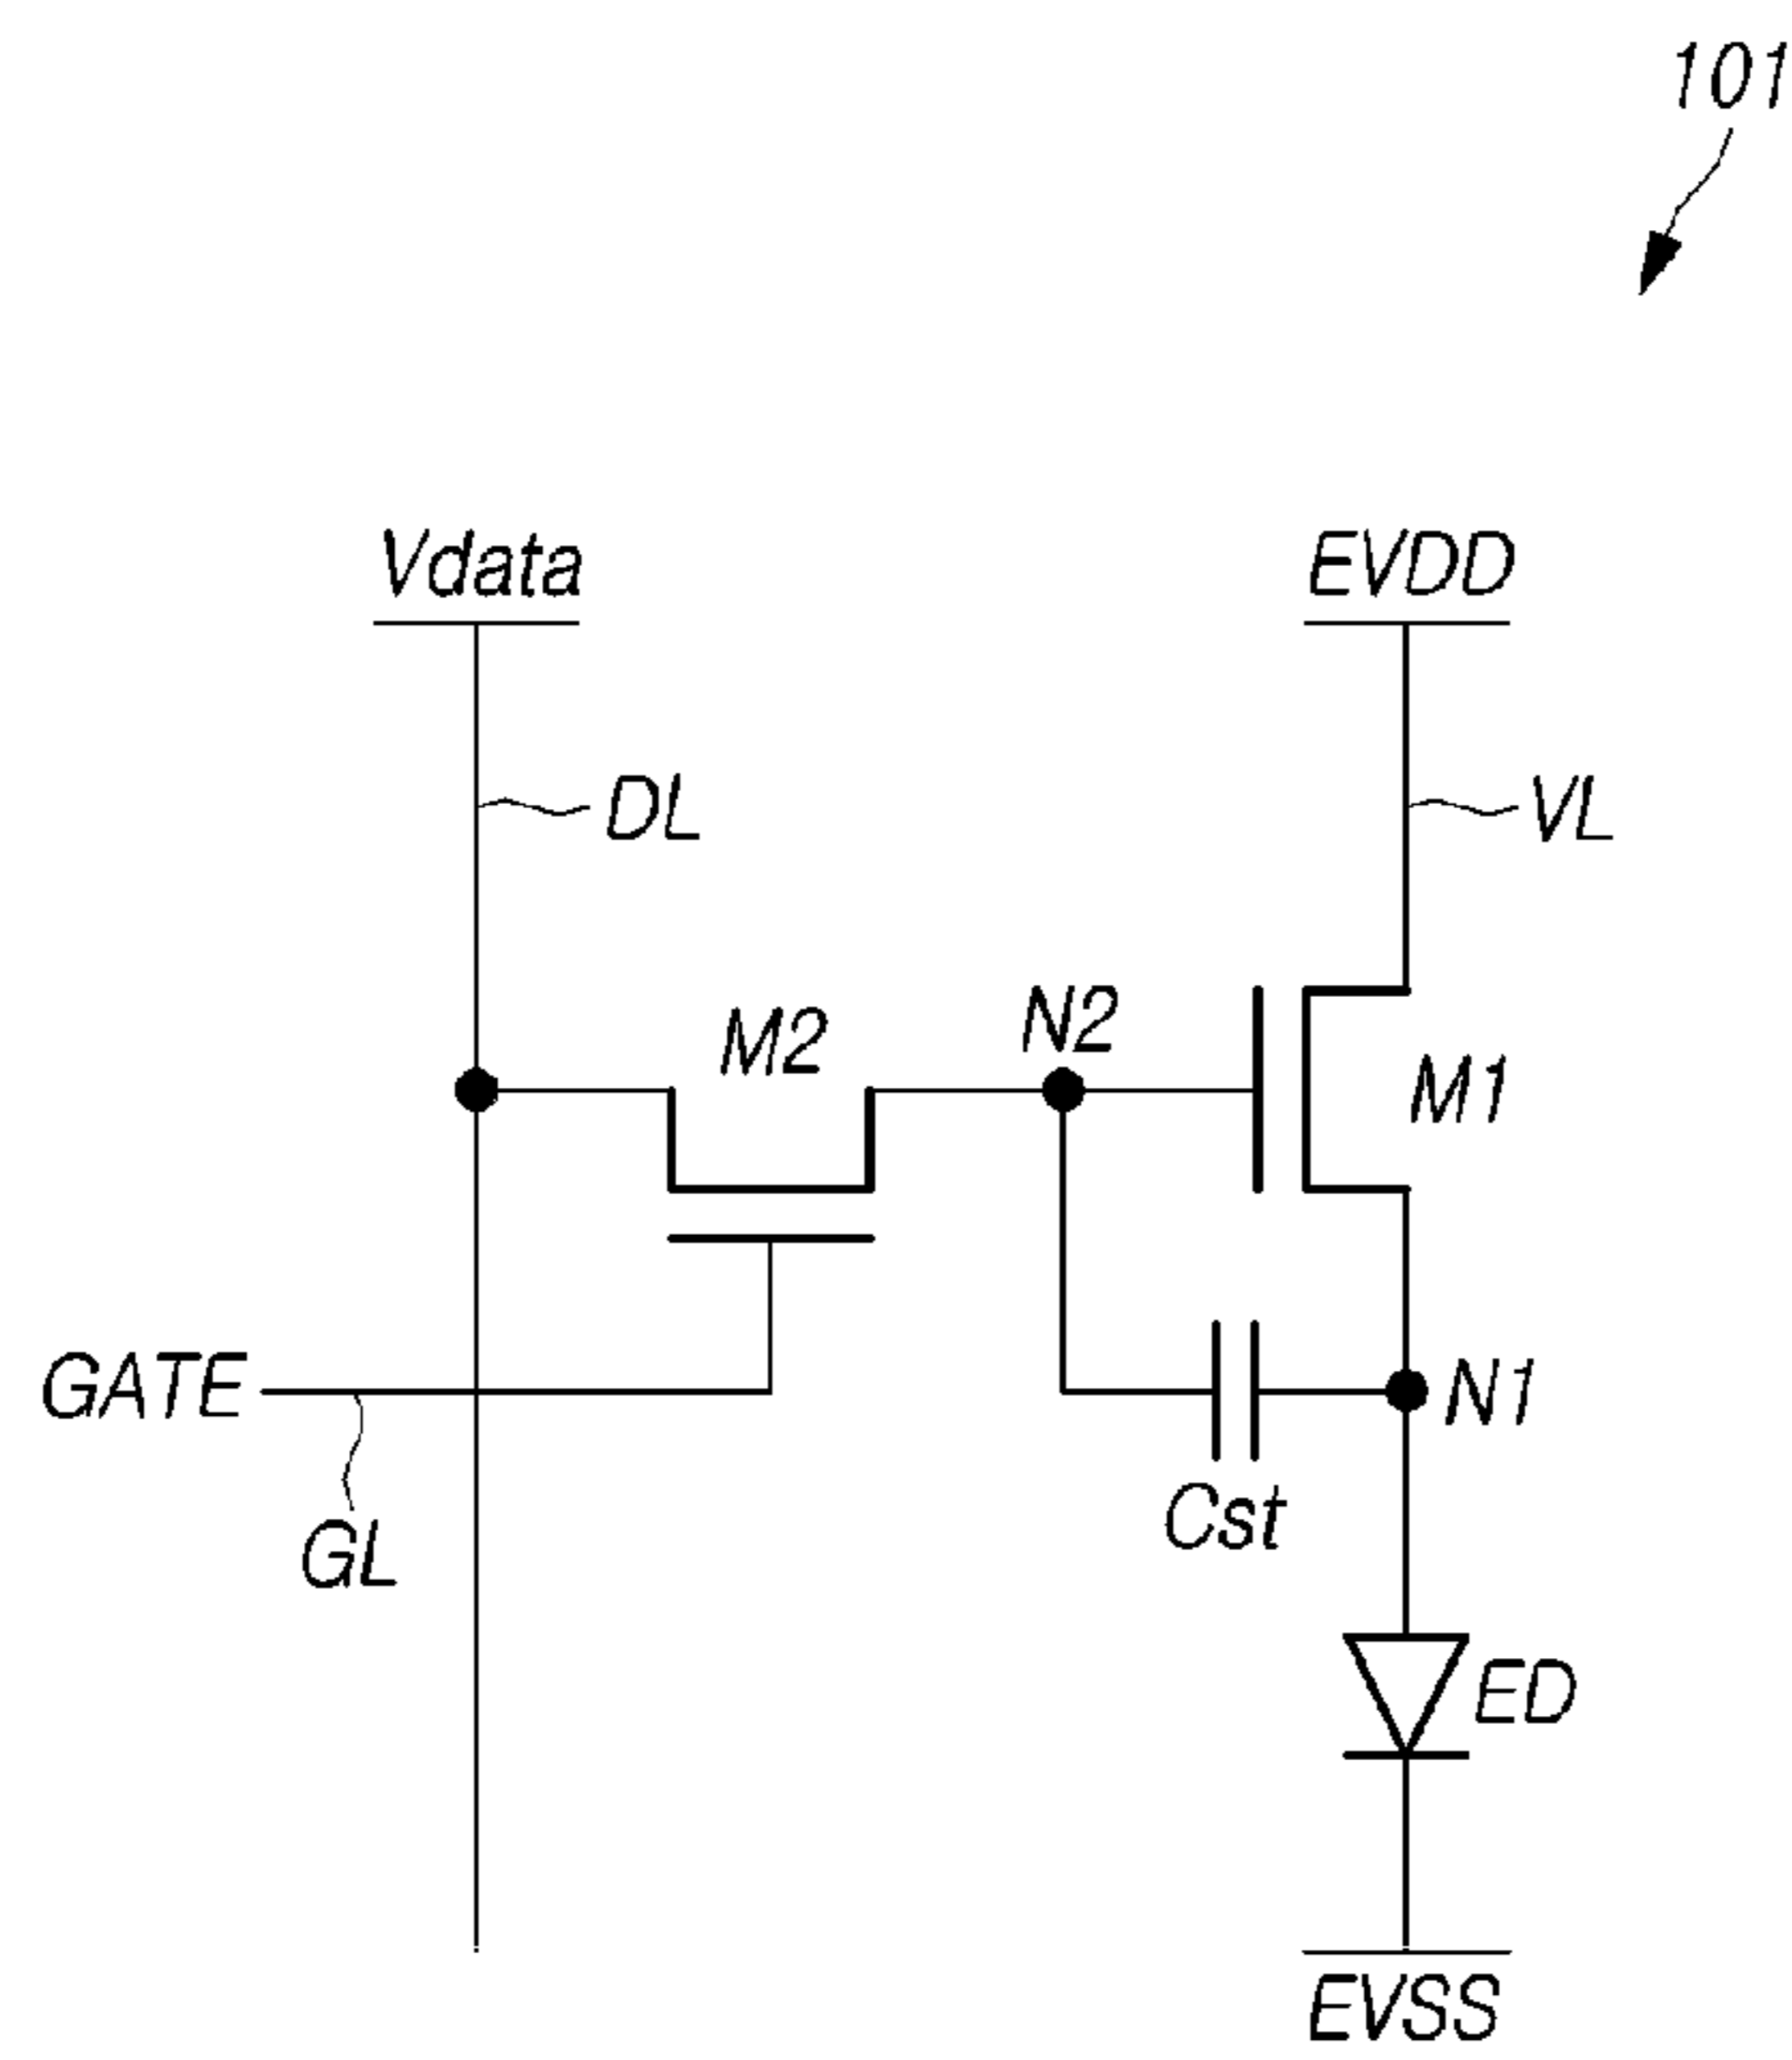 101
Vdata
EVDD
DL
VL
M2
N2
M1
GATE
N1
GL
Cst
ED
EVSS